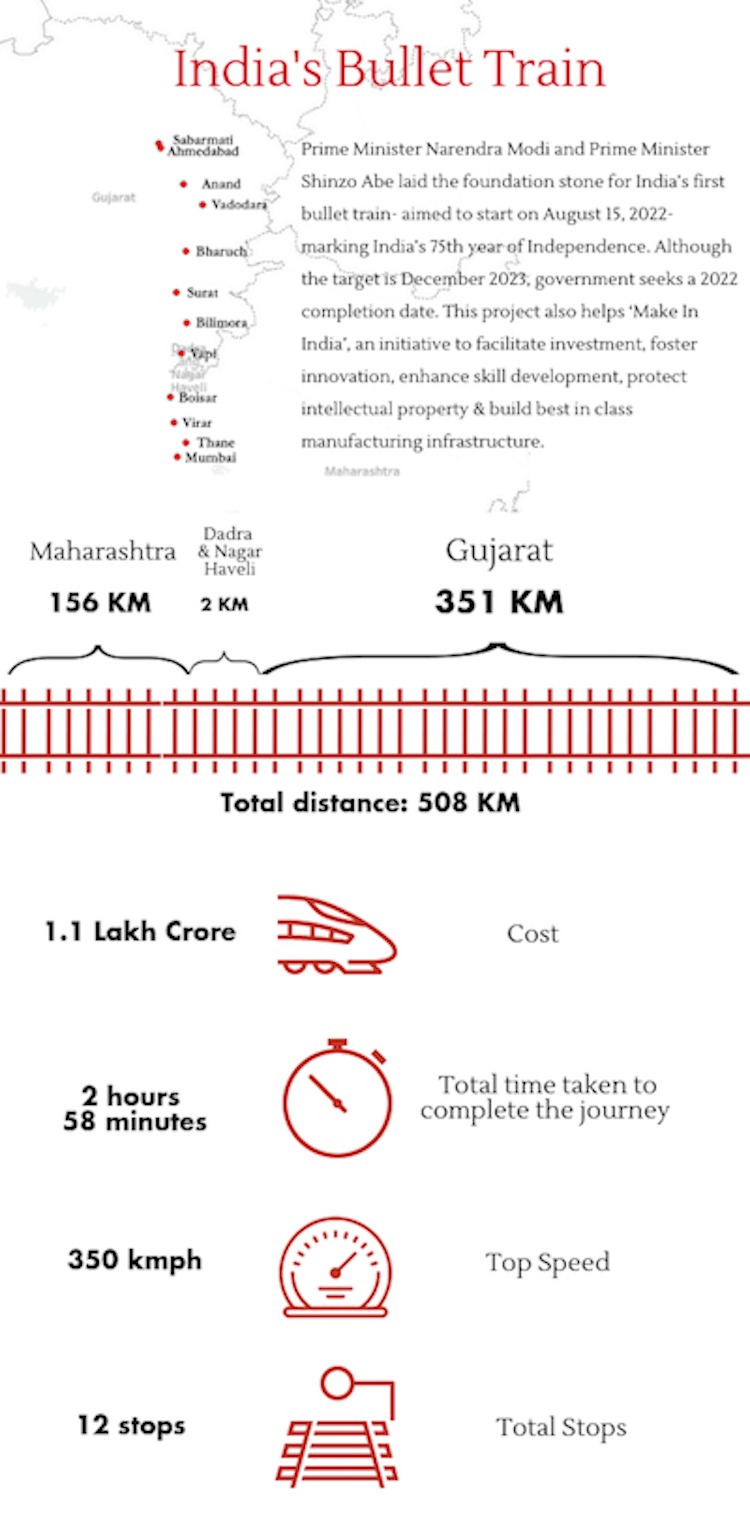 India's Bullet Train
Sabarmati
Ahmedabad
Anand
Gujarat
Vadodara
Bharuch
Surat
Bilimora
Dadra
Vapi
and
Nagar
Haveli
Boisar
Virar
Thane
Mumbai
Prime Minister Narendra Modi and Prime Minister
Shinzo Abe laid the foundation stone for India's first
bullet train- aimed to start on August 15, 2022-
marking India's 75th year of Independence. Although
the target is December 2023, government seeks a 2022
completion date. This project also helps 'Make In
India', an initiative to facilitate investment, foster
innovation, enhance skill development, protect
intellectual property & build best in class
manufacturing infrastructure.
Maharashtra
Maharashtra
156 KM
Dadra
& Nagar
Haveli
2 KM
Gujarat
351 KM
Total distance: 508 KM
1.1 Lakh Crore
Cost
2 hours
58 minutes
Total time taken to
complete the journey
350 kmph
Top Speed
12 stops
Total Stops